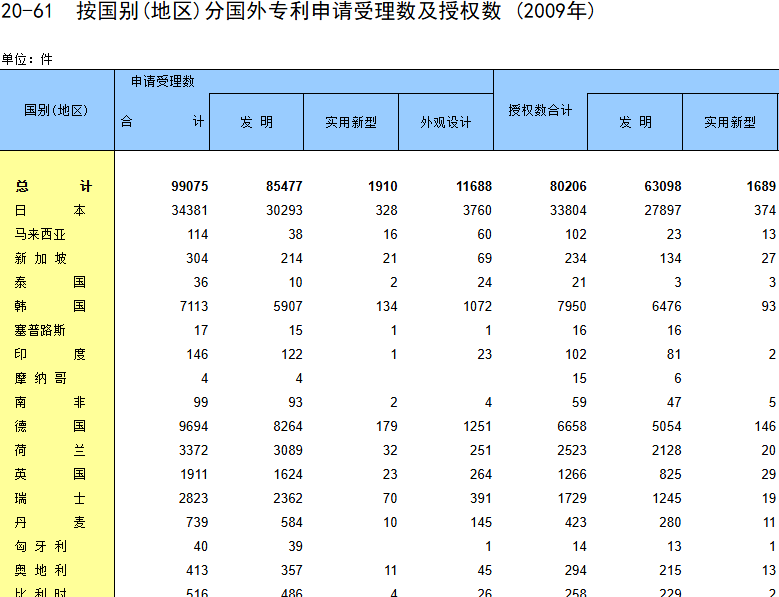 20-61 按国别(地区)分国外专利申请受理数及授权数 (2009年)
单位：件
国别(地区) 申请受理数 授权数合计
合 计 发 明 实用新型 外观设计 发 明 实用新型
总 计 99075 85477 1910 11688 80206 63098 1689
日 本 34381 30293 328 3760 33804 27897 374
马来西亚 114 38 16 60 102 23 13
新 加 坡 304 214 21 69 234 134 27
泰 国 36 10 2 24 21 3 3
韩 国 7113 5907 134 1072 7950 6476 93
塞普路斯 17 15 1 1 16 16
印 度 146 122 1 23 102 81 2
摩 纳 哥 4 4 15 6
南 非 99 93 2 4 59 47 5
德 国 9694 8264 179 1251 6658 5054 146
荷 兰 3372 3089 32 251 2523 2128 20
英 国 1911 1624 23 264 1266 825 29
瑞 士 2823 2362 70 391 1729 1245 19
丹 麦 739 584 10 145 423 280 11
匈 牙 利 40 39 1 14 13 1
奥 地 利 413 357 11 45 294 215 13
比 利 时 516 486 4 26 258 229 2